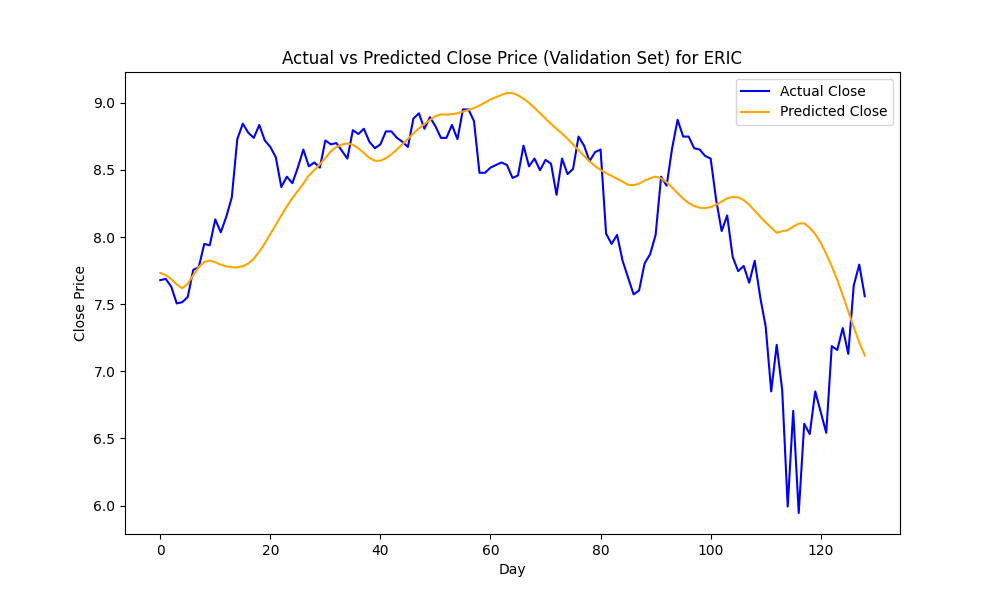 Actual vs Predicted Close Price (Validation Set) for ERIC
Actual Close
Predicted Close
Close Price
9.0
8.5
8.0
7.5
7.0
6.5
6.0
0 20 40 60 80 100 120
Day